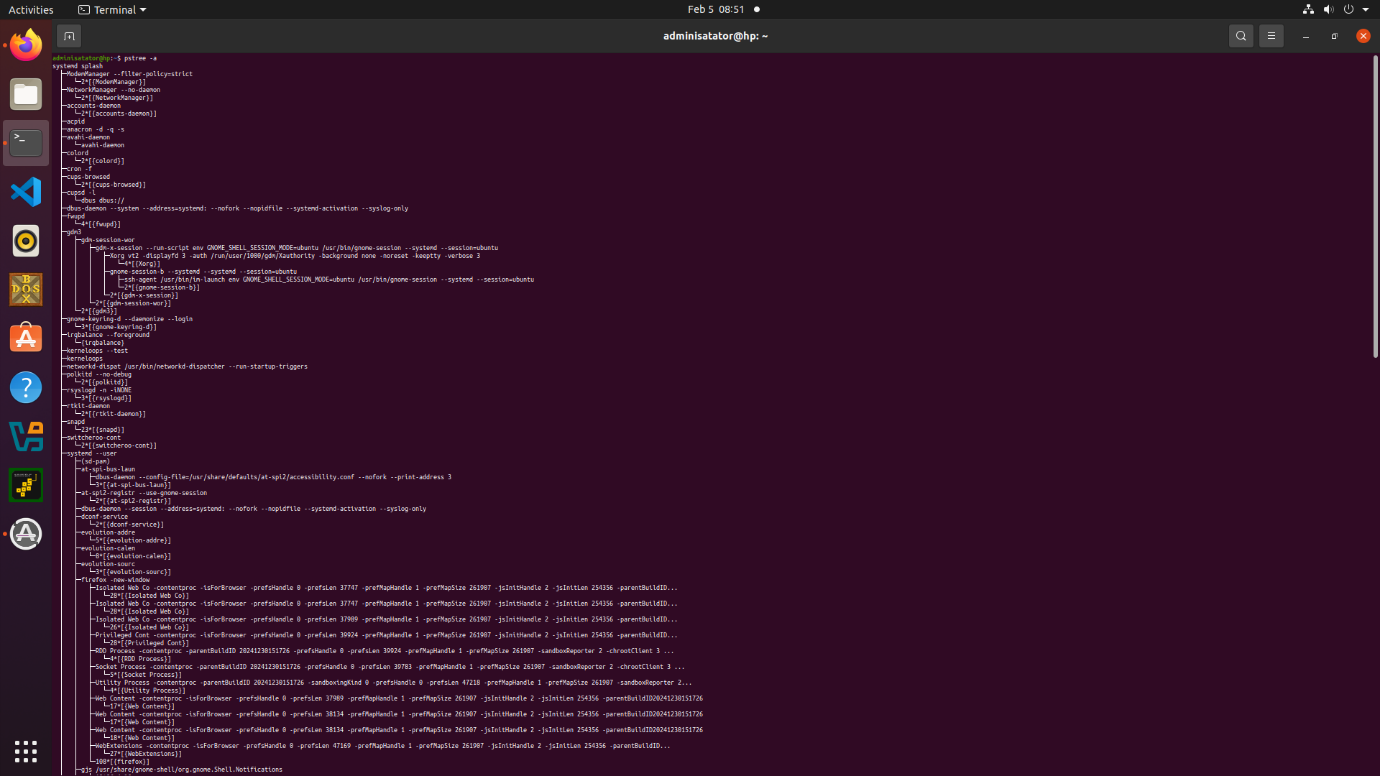 Activities
Terminal
Feb 5 08:51
adminisatator@hp: ~
adminisatator@hp:~$ pstree -a
systemd splash
├─ModemManager --filter-policy=strict
│   └─2*[{ModemManager}]
├─NetworkManager --no-daemon
│   └─2*[{NetworkManager}]
├─accounts-daemon
│   └─2*[{accounts-daemon}]
├─acpid
├─anacron -d -q -s
├─avahi-daemon
│   └─avahi-daemon
├─colord
│   └─2*[{colord}]
├─cron -f
├─cups-browsed
│   └─2*[{cups-browsed}]
├─cupsd -l
│   └─dbus dbus://
├─dbus-daemon --system --address=systemd: --nofork --nopidfile --systemd-activation --syslog-only
├─fwupd
│   └─4*[{fwupd}]
├─gdm3
│   ├─gdm-session-wor
│   │   ├─gdm-x-session --run-script env GNOME_SHELL_SESSION_MODE=ubuntu /usr/bin/gnome-session --systemd --session=ubuntu
│   │   │   ├─Xorg vt2 -displayfd 3 -auth /run/user/1000/gdm/Xauthority -background none -noreset -keeptty -verbose 3
│   │   │   │   └─4*[{Xorg}]
│   │   │   ├─gnome-session-b --systemd --systemd --session=ubuntu
│   │   │   │   ├─ssh-agent /usr/bin/im-launch env GNOME_SHELL_SESSION_MODE=ubuntu /usr/bin/gnome-session --systemd --session=ubuntu
│   │   │   │   └─2*[{gnome-session-b}]
│   │   │   └─2*[{gdm-x-session}]
│   │   └─2*[{gdm-session-wor}]
│   └─2*[{gdm3}]
├─gnome-keyring-d --daemonize --login
│   └─3*[{gnome-keyring-d}]
├─irqbalance --foreground
│   └─{irqbalance}
├─kerneloops --test
├─kerneloops
├─networkd-dispat /usr/bin/networkd-dispatcher --run-startup-triggers
├─polkitd --no-debug
│   └─2*[{polkitd}]
├─rsyslogd -n -iNONE
│   └─3*[{rsyslogd}]
├─rtkit-daemon
│   └─2*[{rtkit-daemon}]
├─snapd
│   └─23*[{snapd}]
├─switcheroo-cont
│   └─2*[{switcheroo-cont}]
├─systemd --user
│   ├─(sd-pam)
│   ├─at-spi-bus-laun
│   │   ├─dbus-daemon --config-file=/usr/share/defaults/at-spi2/accessibility.conf --nofork --print-address 3
│   │   └─3*[{at-spi-bus-laun}]
│   ├─at-spi2-registr --use-gnome-session
│   │   └─2*[{at-spi2-registr}]
│   ├─dbus-daemon --session --address=systemd: --nofork --nopidfile --systemd-activation --syslog-only
│   ├─dconf-service
│   │   └─2*[{dconf-service}]
│   ├─evolution-addre
│   │   └─5*[{evolution-addre}]
│   ├─evolution-calen
│   │   └─8*[{evolution-calen}]
│   ├─evolution-sourc
│   │   └─3*[{evolution-sourc}]
│   ├─firefox -new-window
│   │   ├─Isolated Web Co -contentproc -isForBrowser -prefsHandle 0 -prefsLen 37747 -prefMapHandle 1 -prefMapSize 261907 -jsInitHandle 2 -jsInitLen 254356 -parentBuildID...
│   │   │   └─28*[{Isolated Web Co}]
│   │   ├─Isolated Web Co -contentproc -isForBrowser -prefsHandle 0 -prefsLen 37747 -prefMapHandle 1 -prefMapSize 261907 -jsInitHandle 2 -jsInitLen 254356 -parentBuildID...
│   │   │   └─28*[{Isolated Web Co}]
│   │   ├─Isolated Web Co -contentproc -isForBrowser -prefsHandle 0 -prefsLen 37989 -prefMapHandle 1 -prefMapSize 261907 -jsInitHandle 2 -jsInitLen 254356 -parentBuildID...
│   │   │   └─26*[{Isolated Web Co}]
│   │   ├─Privileged Cont -contentproc -isForBrowser -prefsHandle 0 -prefsLen 39924 -prefMapHandle 1 -prefMapSize 261907 -jsInitHandle 2 -jsInitLen 254356 -parentBuildID...
│   │   │   └─28*[{Privileged Cont}]
│   │   ├─RDD Process -contentproc -parentBuildID 20241230151726 -prefsHandle 0 -prefsLen 39924 -prefMapHandle 1 -prefMapSize 261907 -sandboxReporter 2 -chrootClient 3 ...
│   │   │   └─4*[{RDD Process}]
│   │   ├─Socket Process -contentproc -parentBuildID 20241230151726 -prefsHandle 0 -prefsLen 39783 -prefMapHandle 1 -prefMapSize 261907 -sandboxReporter 2 -chrootClient 3 ...
│   │   │   └─5*[{Socket Process}]
│   │   ├─Utility Process -contentproc -parentBuildID 20241230151726 -sandboxingKind 0 -prefsHandle 0 -prefsLen 47218 -prefMapHandle 1 -prefMapSize 261907 -sandboxReporter 2...
│   │   │   └─4*[{Utility Process}]
│   │   ├─Web Content -contentproc -isForBrowser -prefsHandle 0 -prefsLen 37989 -prefMapHandle 1 -prefMapSize 261907 -jsInitHandle 2 -jsInitLen 254356 -parentBuildID20241230151726
│   │   │   └─17*[{Web Content}]
│   │   ├─Web Content -contentproc -isForBrowser -prefsHandle 0 -prefsLen 38134 -prefMapHandle 1 -prefMapSize 261907 -jsInitHandle 2 -jsInitLen 254356 -parentBuildID20241230151726
│   │   │   └─17*[{Web Content}]
│   │   ├─Web Content -contentproc -isForBrowser -prefsHandle 0 -prefsLen 38134 -prefMapHandle 1 -prefMapSize 261907 -jsInitHandle 2 -jsInitLen 254356 -parentBuildID20241230151726
│   │   │   └─18*[{Web Content}]
│   │   ├─WebExtensions -contentproc -isForBrowser -prefsHandle 0 -prefsLen 47169 -prefMapHandle 1 -prefMapSize 261907 -jsInitHandle 2 -jsInitLen 254356 -parentBuildID...
│   │   │   └─27*[{WebExtensions}]
│   │   └─108*[{firefox}]
│   ├─gjs /usr/share/gnome-shell/org.gnome.Shell.Notifications